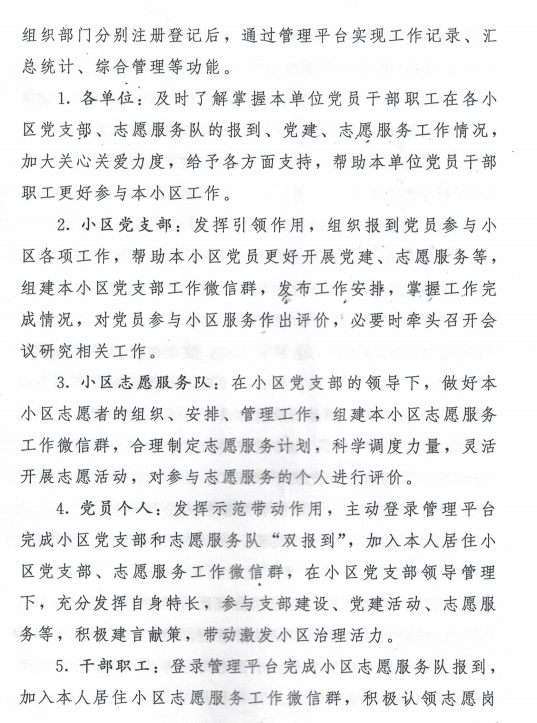 组织部门分别注册登记后，通过管理平台实现工作记录、汇
总统计、综合管理等功能。
1. 各单位：及时了解掌握本单位党员干部职工在各小
区党支部、志愿服务队的报到、党建、志愿服务工作情况，
加大关心关爱力度，给予各方面支持，帮助本单位党员干部
职工更好参与本小区工作。
2. 小区党支部：发挥引领作用，组织报到党员参与小
区各项工作，帮助本小区党员更好开展党建、志愿服务等，
组建本小区党支部工作微信群，发布工作安排，掌握工作完
成情况，对党员参与小区服务作出评价，必要时牵头召开会
议研究相关工作。
3. 小区志愿服务队：在小区党支部的领导下，做好本
小区志愿者的组织、安排、管理工作，组建本小区志愿服务
工作微信群，合理制定志愿服务计划，科学调度力量，灵活
开展志愿活动，对参与志愿服务的个人进行评价。
4. 党员个人：发挥示范带动作用，主动登录管理平台
完成小区党支部和志愿服务队“双报到”，加入本人居住小
区党支部、志愿服务工作微信群，在小区党支部领导管理
下，充分发挥自身特长，参与支部建设、党建活动、志愿服
务等，积极建言献策，带动激发小区治理活力。
5. 干部职工：登录管理平台完成小区志愿服务队报到，
加入本人居住小区志愿服务工作微信群，积极认领志愿岗